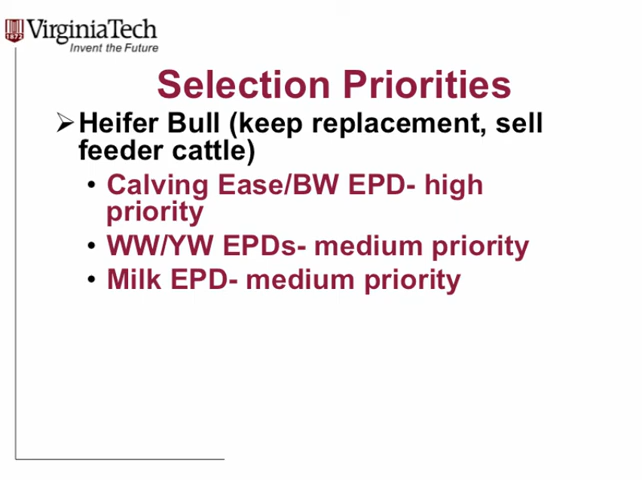 VirginiaTech
1872
Invent the Future
Selection Priorities
➢Heifer Bull (keep replacement, sell
feeder cattle)
• Calving Ease/BW EPD- high
priority
• WW/YW EPDs- medium priority
• Milk EPD- medium priority